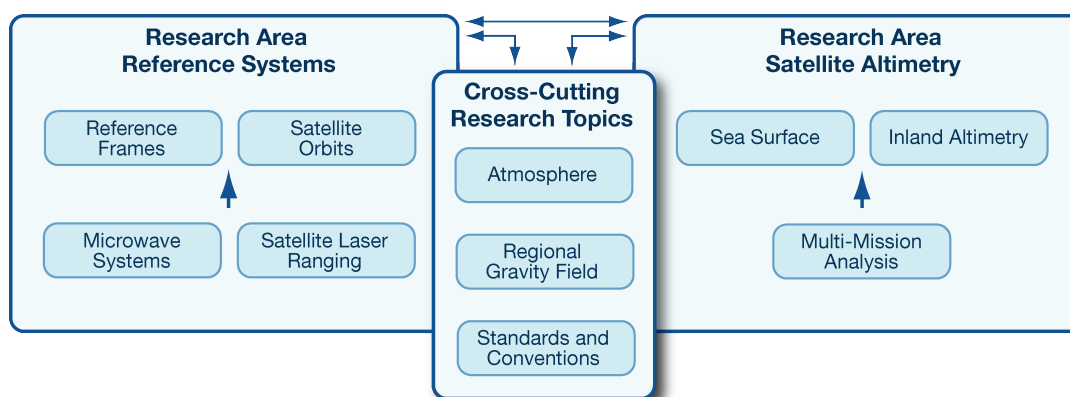 Research Area
Reference Systems
Reference
Frames
Satellite
Orbits
Microwave
Systems
Satellite Laser
Ranging
Cross-Cutting
Research Topics
Atmosphere
Regional
Gravity Field
Standards and
Conventions
Research Area
Satellite Altimetry
Sea Surface
Inland Altimetry
Multi-Mission
Analysis